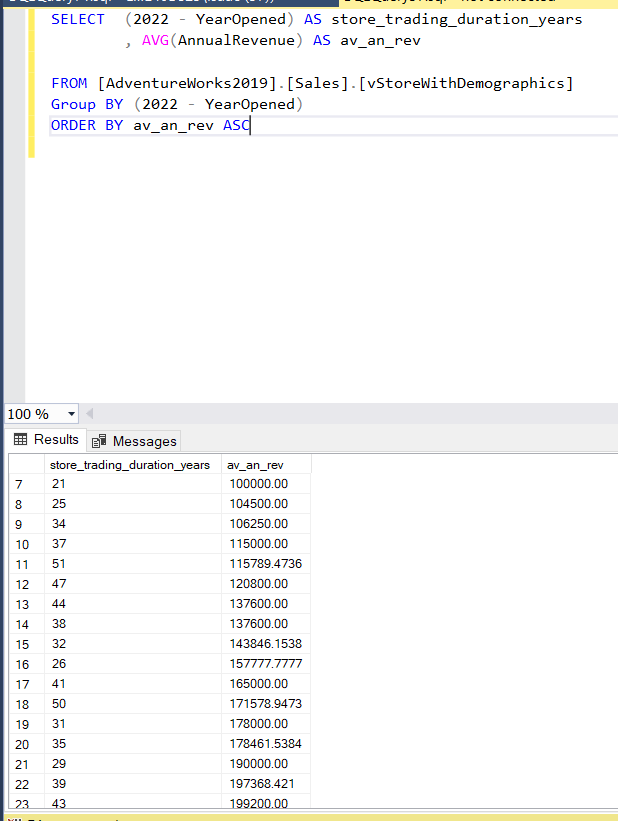 SELECT (2022 - YearOpened) AS store_trading_duration_years
, AVG(AnnualRevenue) AS av_an_rev
FROM [AdventureWorks2019].[Sales].[vStoreWithDemographics]
Group BY (2022 - YearOpened)
ORDER BY av_an_rev ASC
100 %
Results Messages
store_trading_duration_years av_an_rev
7 21 100000.00
8 25 104500.00
9 34 106250.00
10 37 115000.00
11 51 115789.4736
12 47 120800.00
13 44 137600.00
14 38 137600.00
15 32 143846.1538
16 26 157777.7777
17 41 165000.00
18 50 171578.9473
19 31 178000.00
20 35 178461.5384
21 29 190000.00
22 39 197368.421
23 43 199200.00